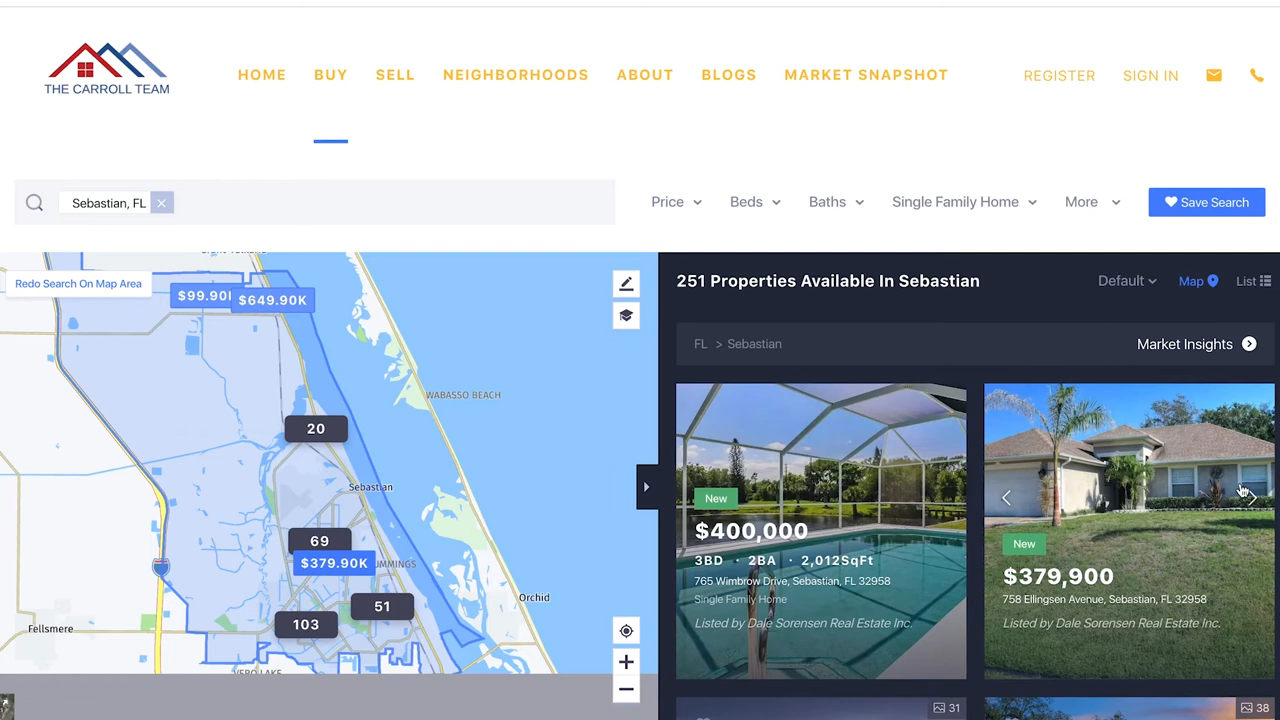 THE CARROLL TEAM
HOME BUY SELL NEIGHBORHOODS ABOUT BLOGS MARKET SNAPSHOT REGISTER SIGN IN
Sebastian, FL
Price Beds Baths Single Family Home More Save Search
Redo Search On Map Area
$99.90
$649.90K
WABASSO BEACH
20
Sebastian
69
$379.90K
UMMINGS
Orchid
51
103
Fellsmere
VERO LAKE
251 Properties Available In Sebastian
Default Map List
FL > Sebastian
Market Insights
New
$400,000
3BD · 2BA · 2,012SqFt
765 Wimbrow Drive, Sebastian, FL 32958
Single Family Home
Listed by Dale Sorensen Real Estate Inc.
New
$379,900
758 Ellingsen Avenue, Sebastian, FL 32958
Listed by Dale Sorensen Real Estate Inc.
31
38